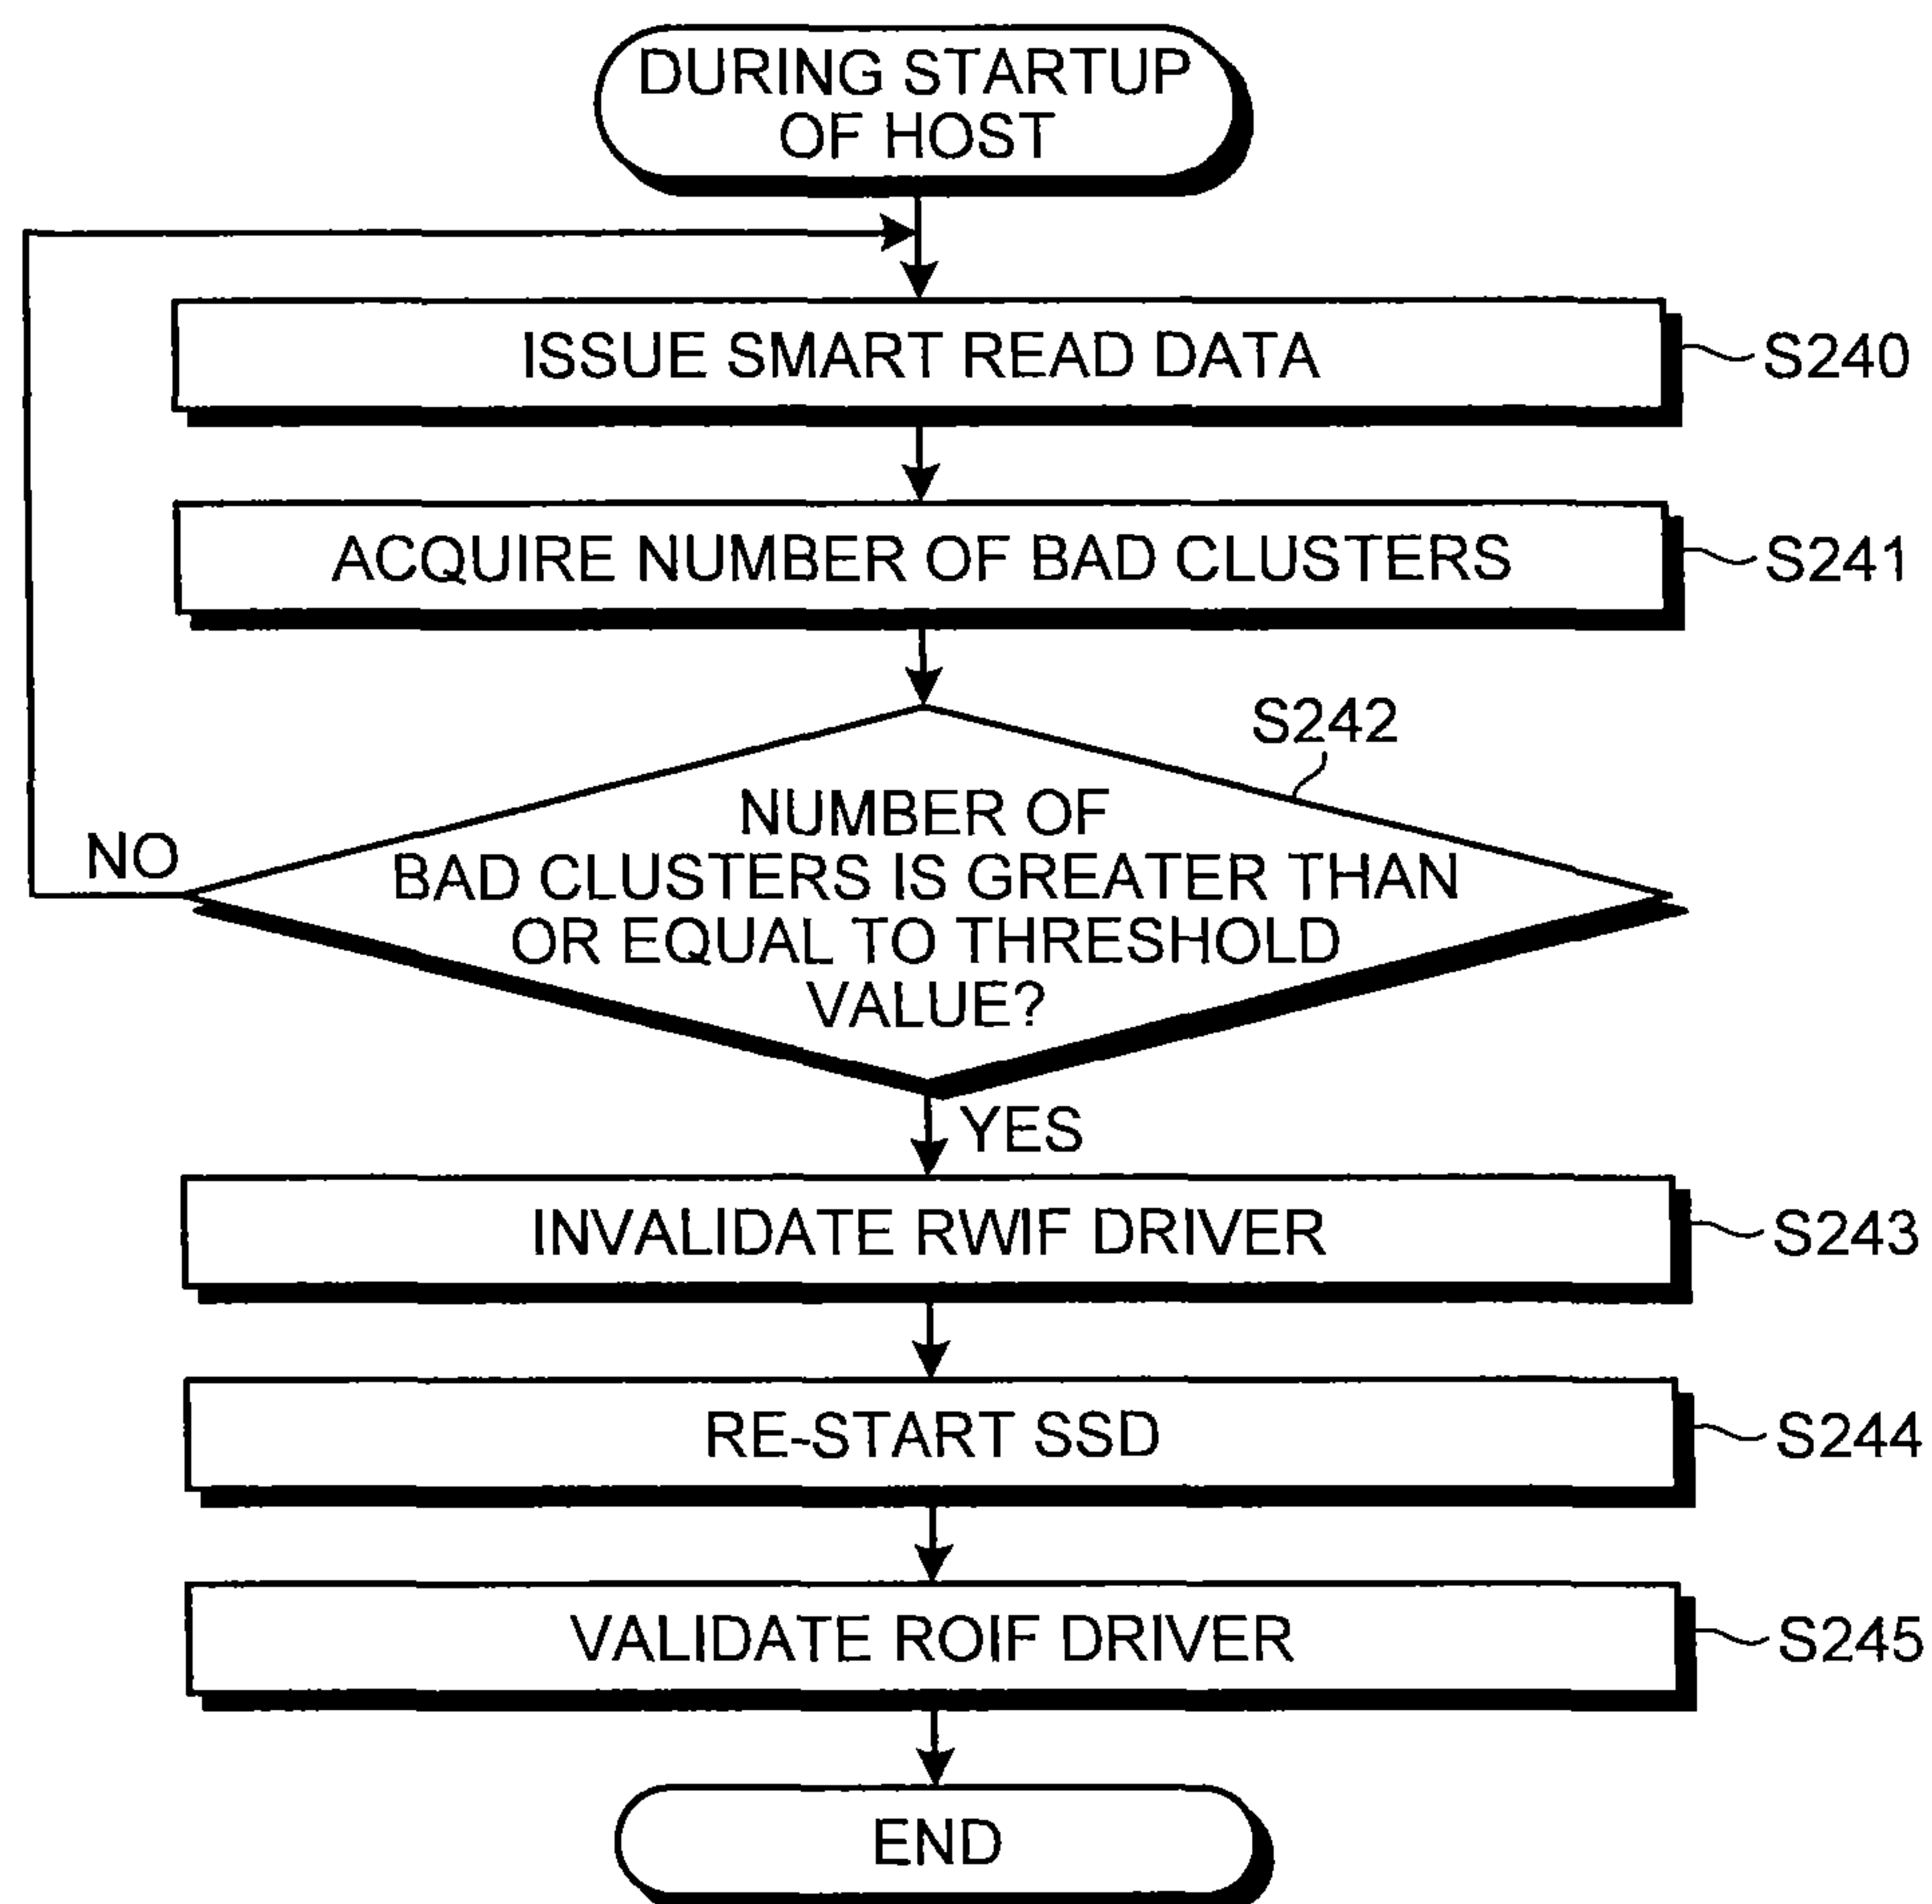 DURING STARTUP
OF HOST
ISSUE SMART READ DATA
S240
ACQUIRE NUMBER OF BAD CLUSTERS
S241
S242
NUMBER OF
BAD CLUSTERS IS GREATER THAN
OR EQUAL TO THRESHOLD
VALUE?
NO
YES
INVALIDATE RWIF DRIVER
S243
RE-START SSD
S244
VALIDATE ROIF DRIVER
S245
END